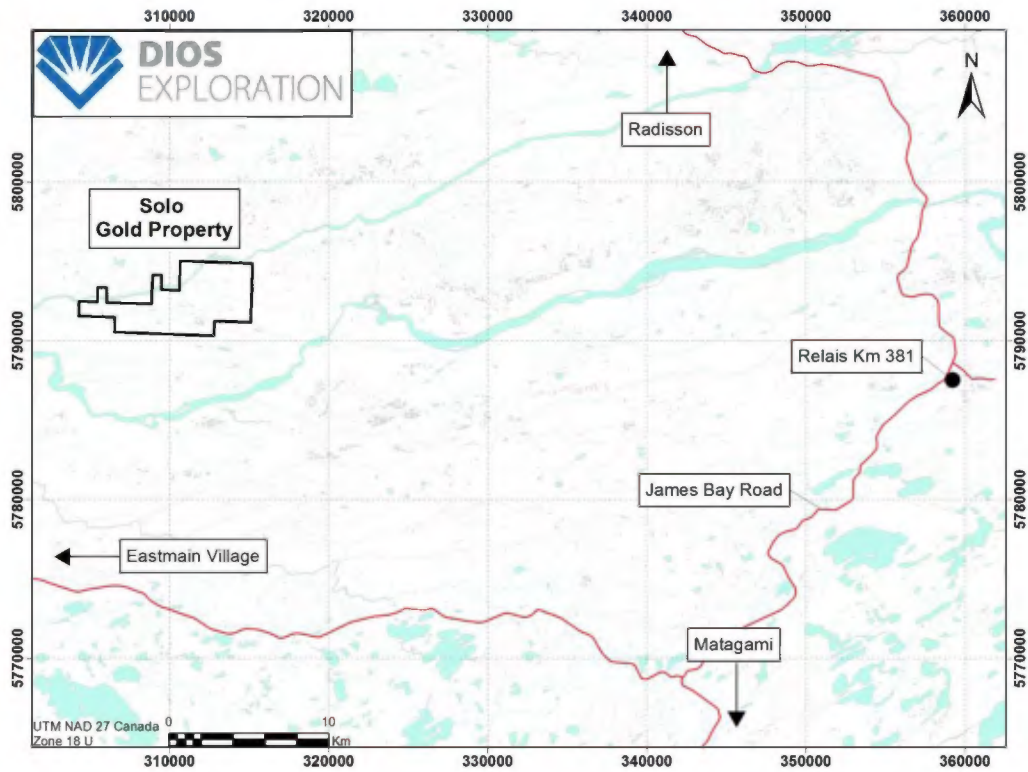 310000 320000 330000 340000 350000 360000
DIOS
EXPLORATION
N
Radisson
5800000 5800000
Solo
Gold Property
5790000 5790000
Relais Km 381
James Bay Road
5780000 5780000
Eastmain Village
Matagami
5770000 5770000
UTM NAD 27 Canada
Zone 18 U
0 10
Km
310000 320000 330000 340000 350000 360000